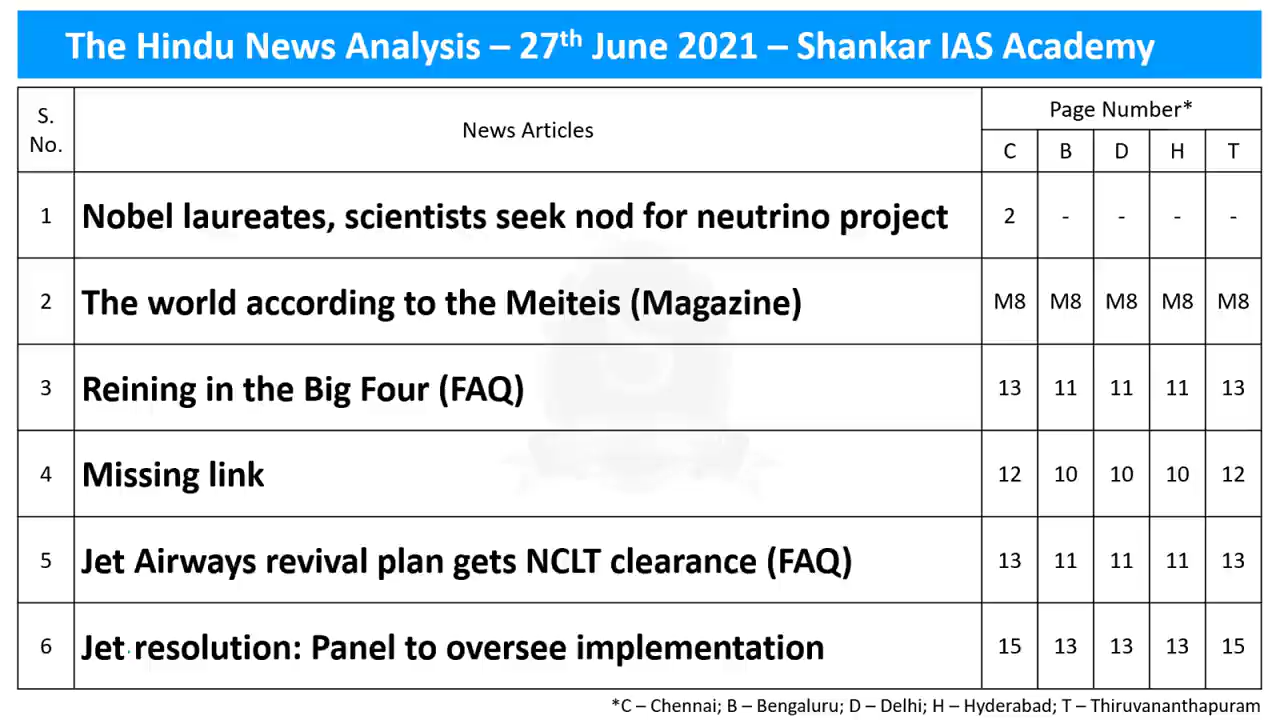 The Hindu News Analysis – 27th June 2021 – Shankar IAS Academy
S. No. News Articles Page Number*
C B D H T
1 Nobel laureates, scientists seek nod for neutrino project 2 - - - -
2 The world according to the Meiteis (Magazine) M8 M8 M8 M8 M8
3 Reining in the Big Four (FAQ) 13 11 11 11 13
4 Missing link 12 10 10 10 12
5 Jet Airways revival plan gets NCLT clearance (FAQ) 13 11 11 11 13
6 Jet resolution: Panel to oversee implementation 15 13 13 13 15
*C – Chennai; B – Bengaluru; D – Delhi; H – Hyderabad; T – Thiruvananthapuram